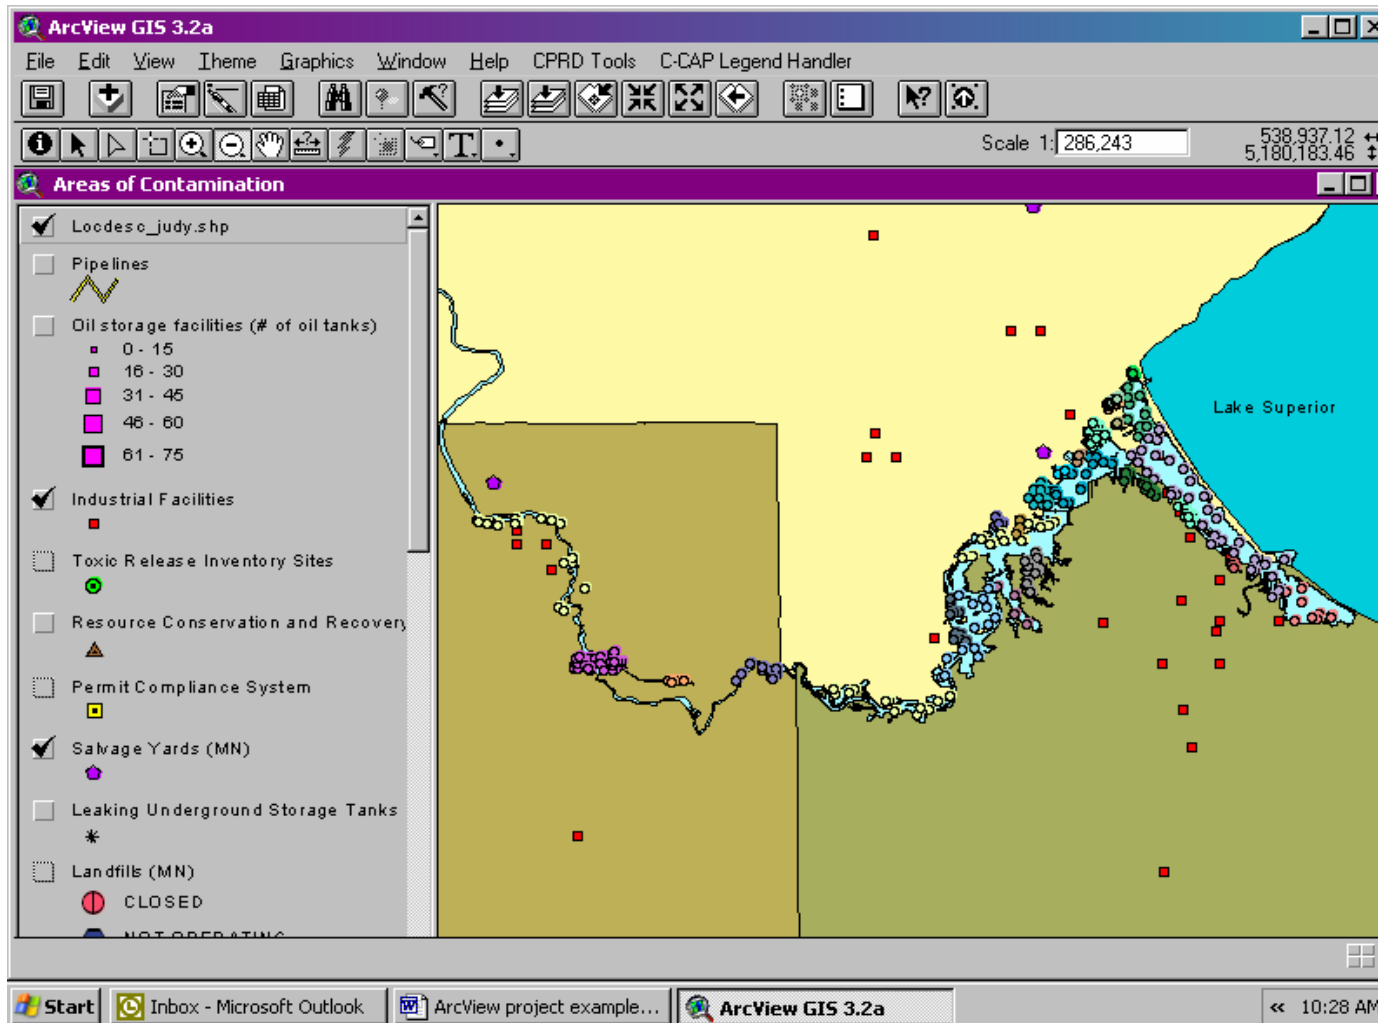 ArcView GIS 3.2a
File Edit View Theme Graphics Window Help CPRD Tools C-CAP Legend Handler
Scale 1: 286,243
538,937.12
5,180,183.46
Areas of Contamination
Locdesc_judy.shp
Pipelines
Oil storage facilities (# of oil tanks)
0 - 15
16 - 30
31 - 45
46 - 60
61 - 75
Industrial Facilities
Toxic Release Inventory Sites
Resource Conservation and Recovery
Permit Compliance System
Salvage Yards (MN)
Leaking Underground Storage Tanks
Landfills (MN)
CLOSED
NOT OPERATING
Lake Superior
Start Inbox - Microsoft Outlook ArcView project example... ArcView GIS 3.2a « 10:28 AM